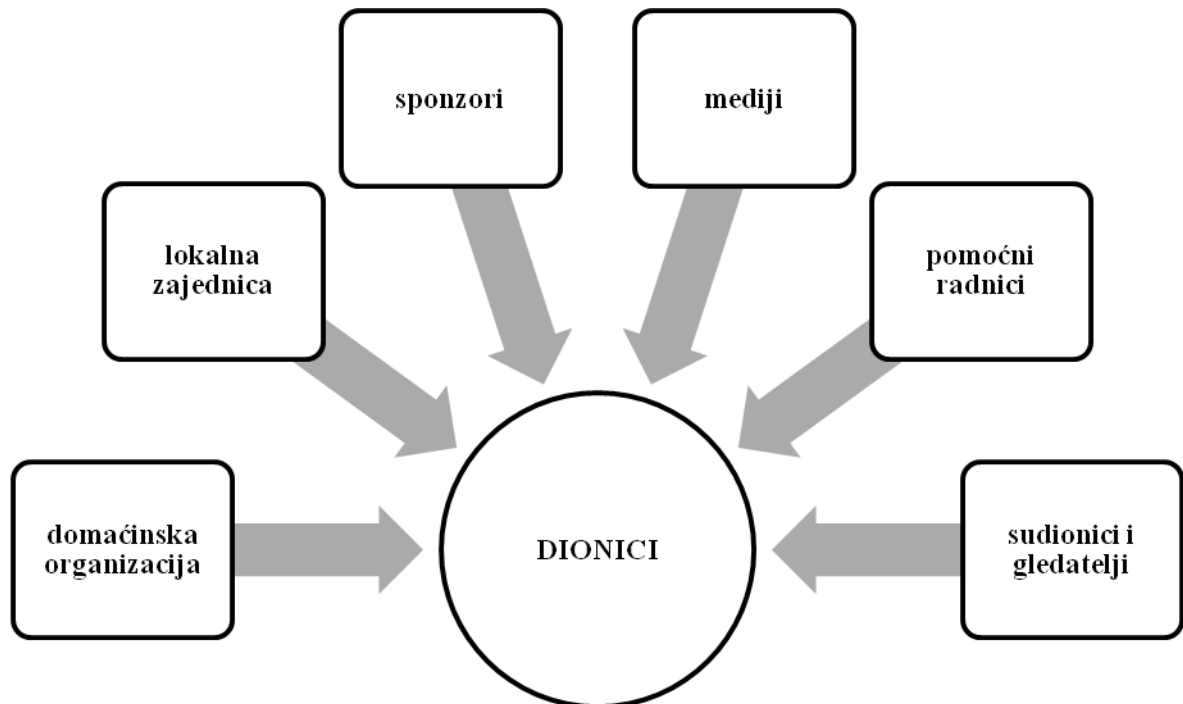 sponzori
mediji
lokalna
zajednica
pomoćni
radnici
domaćinska
organizacija
DIONICI
sudionici i
gledatelji